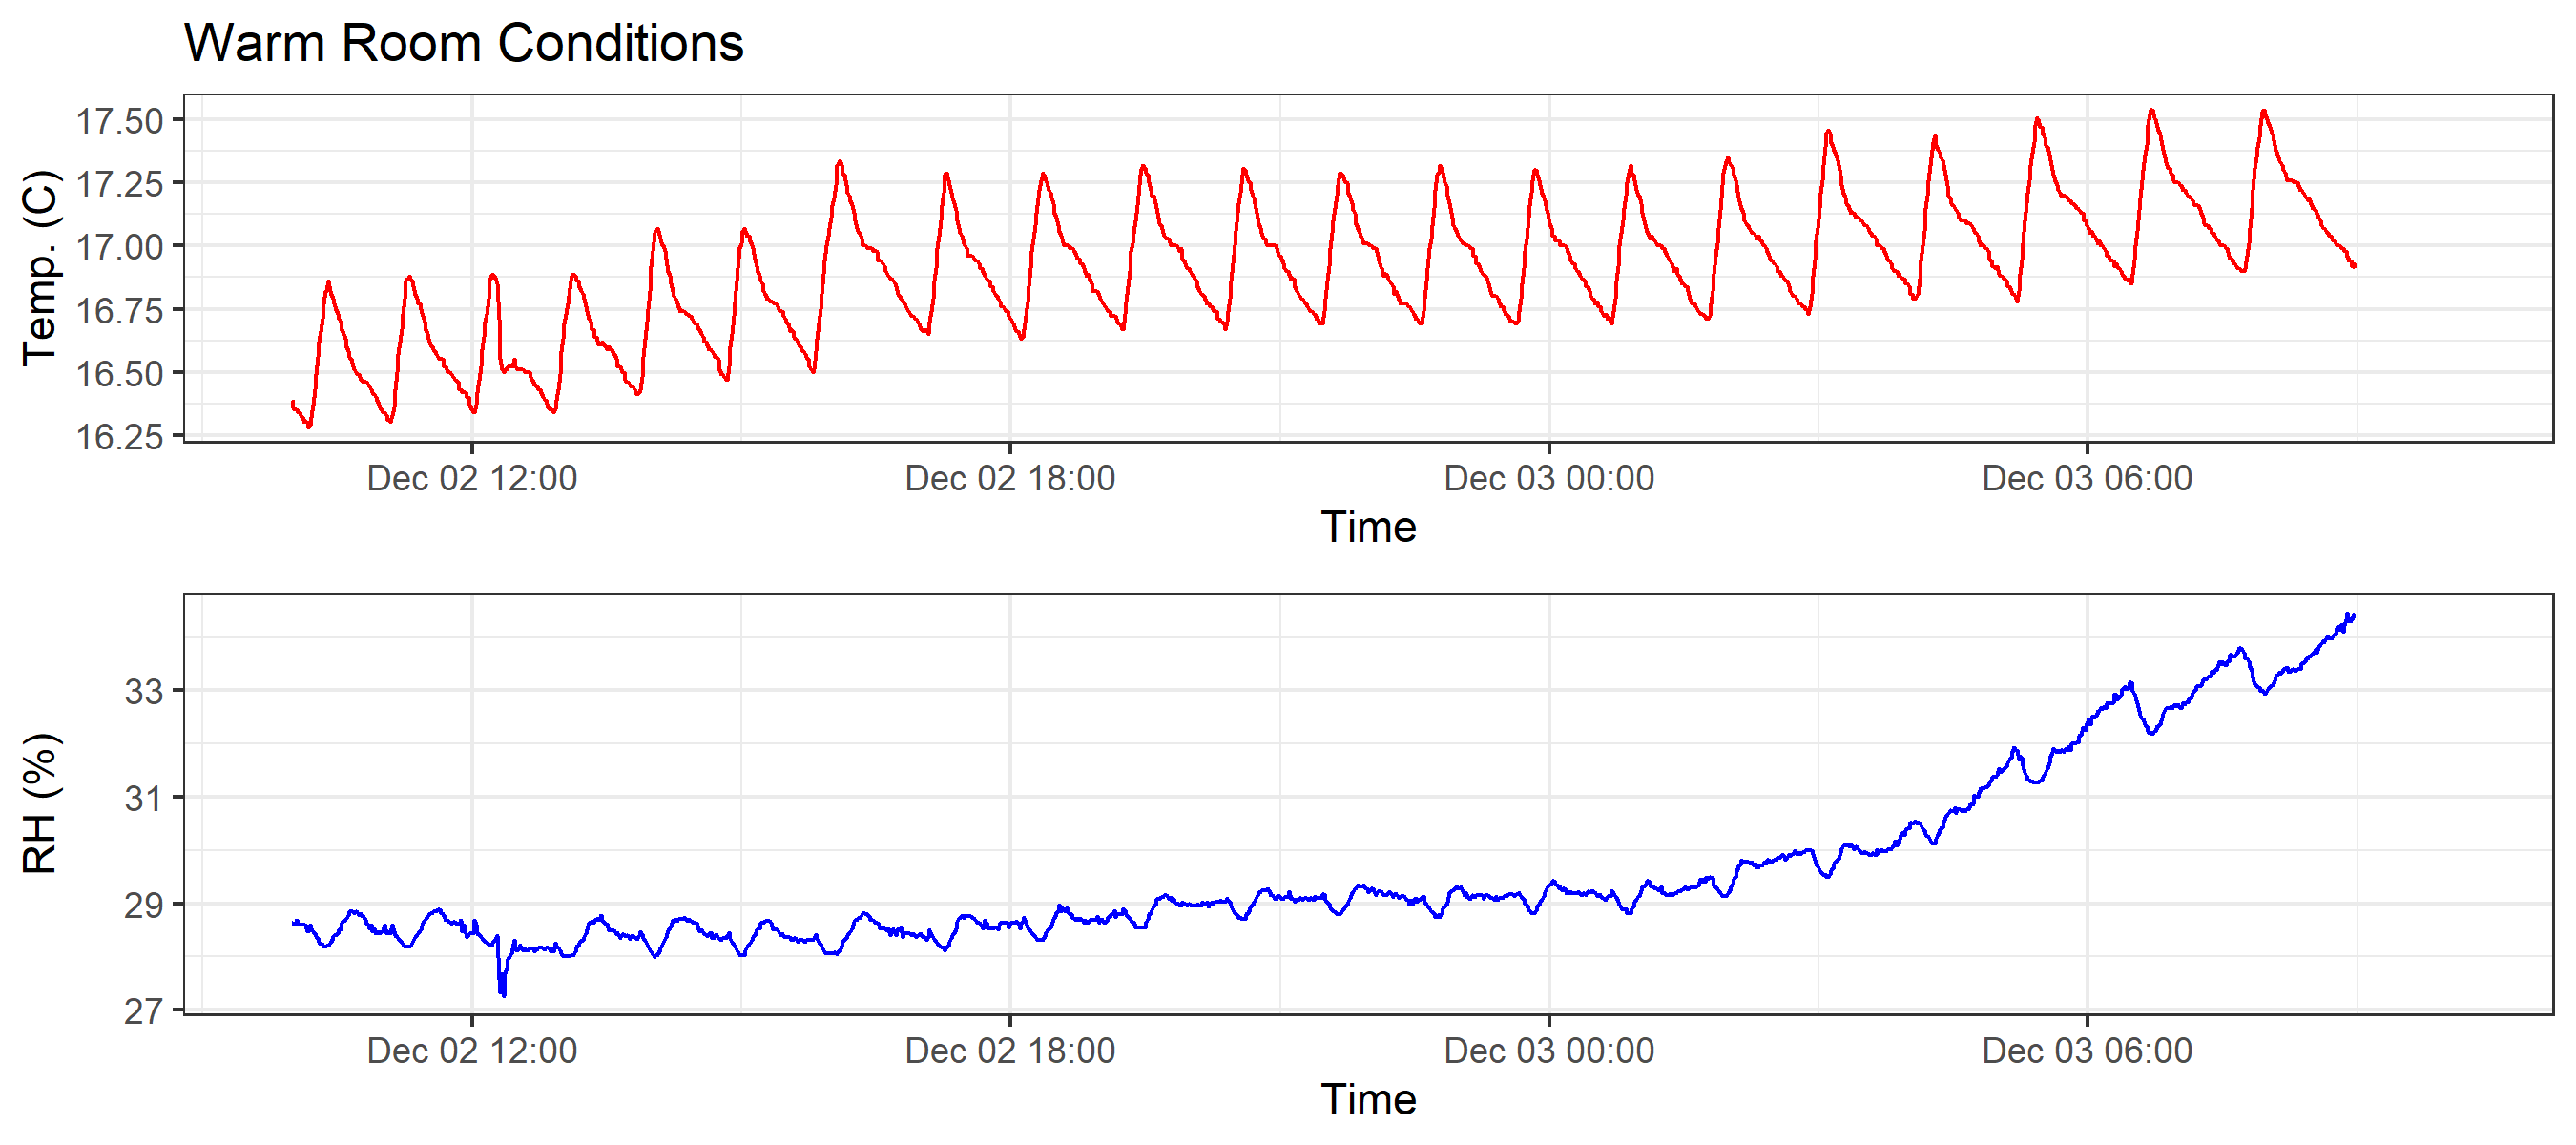 Warm Room Conditions
17.50
17.25
17.00
16.75
16.50
16.25
Temp. (C)
Dec 02 12:00 Dec 02 18:00 Dec 03 00:00 Dec 03 06:00
Time
33
31
29
27
RH (%)
Dec 02 12:00 Dec 02 18:00 Dec 03 00:00 Dec 03 06:00
Time